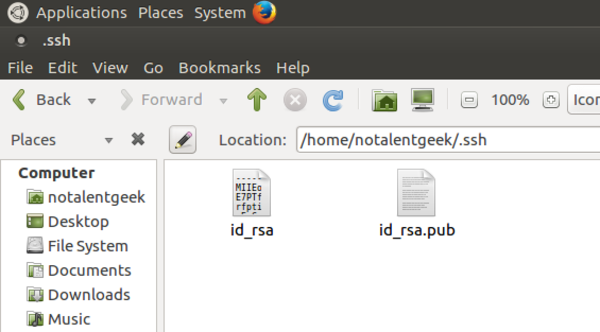 Applications Places System
.ssh
File Edit View Go Bookmarks Help
Back Forward 100% Icon
Places Location: /home/notalentgeek/.ssh
Computer
notalentgeek
Desktop
File System
Documents
Downloads
Music
-----
MIIEo
E7PTf
rfpti
id_rsa
id_rsa.pub